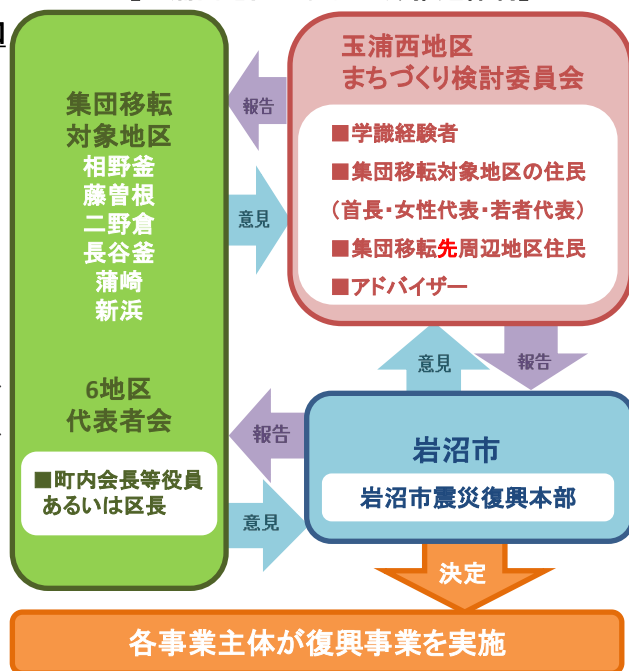 集団移転
対象地区
相野釜
藤曽根
二野倉
長谷釜
蒲崎
新浜
6地区
代表者会
■町内会長等役員
あるいは区長
報告
意見
玉浦西地区
まちづくり検討委員会
■学識経験者
■集団移転対象地区の住民
（首長・女性代表・若者代表）
■集団移転先周辺地区住民
■アドバイザー
意見
報告
報告
意見
岩沼市
岩沼市震災復興本部
決定
各事業主体が復興事業を実施